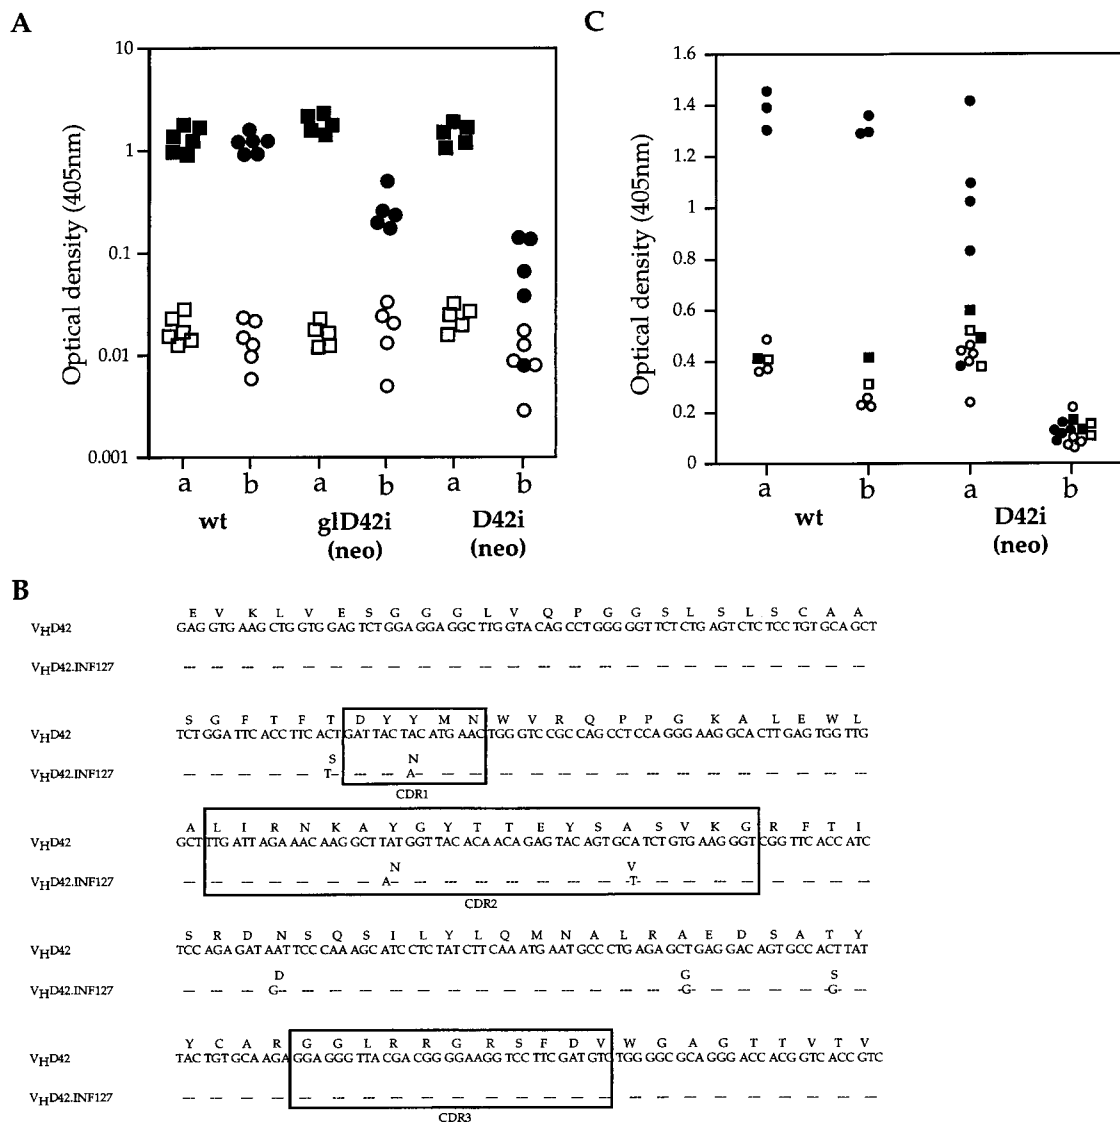 A
10
1
0.1
0.01
0.001
Optical density (405nm)
a b a b a b
wt glD42i (neo) D42i (neo)
C
1.6
1.4
1.2
1
0.8
0.6
0.4
0.2
0
Optical density (405nm)
a b a b
wt D42i (neo)
B
E V K L V E S G G G L V Q P G G S L S L S C A A
VHD42 GAG GTG AAG CTG GTG GAG TCT GGA GGA GGC TTG GTA CAG CCT GGG GGT TCT CTG AGT CTC TCC TGT GCA GCT
VHD42.INF127 --- --- --- --- --- --- --- --- --- --- --- --- --- --- --- --- --- --- --- --- --- --- --- ---
S G F T F T D Y Y M N W V R Q P P G K A L E W L
VHD42 TCT GGA TTC ACC TTC ACT GAT TAC TAC ATG AAC TGG GTC CGC CAG CCT CCA GGG AAG GCA CTT GAG TGG TTG
S N
VHD42.INF127 --- --- --- --- --- T-- --- --- A-- --- --- --- --- --- --- --- --- --- --- --- --- --- --- ---
CDR1
A L I R N K A Y G Y T T E Y S A S V K G R F T I
VHD42 GCT TTG ATT AGA AAC AAG GCT TAT GGT TAC ACA ACA GAG TAC AGT GCA TCT GTG AAG GGT CGG TTC ACC ATC
N V
VHD42.INF127 --- --- --- --- --- --- --- A-- --- --- --- --- --- --- --- -T- --- --- --- --- --- --- --- ---
CDR2
S R D N S Q S I L Y L Q M N A L R A E D S A T Y
VHD42 TCC AGA GAT AAT TCC CAA AGC ATC CTC TAT CTT CAA ATG AAT GCC CTG AGA GCT GAG GAC AGT GCC ACT TAT
D G S
VHD42.INF127 --- --- --- G-- --- --- --- --- --- --- --- --- --- --- --- --- --- -G- --- --- --- --- -G- ---
Y C A R G G L R R G R S F D V W G A G T T V T V
VHD42 TAC TGT GCA AGA GGA GGG TTA CGA CGG GGA AGG TCC TTC GAT GTC TGG GGC GCA GGG ACC ACG GTC ACC GTC
VHD42.INF127 --- --- --- --- --- --- --- --- --- --- --- --- --- --- --- --- --- --- --- --- --- --- --- ---
CDR3